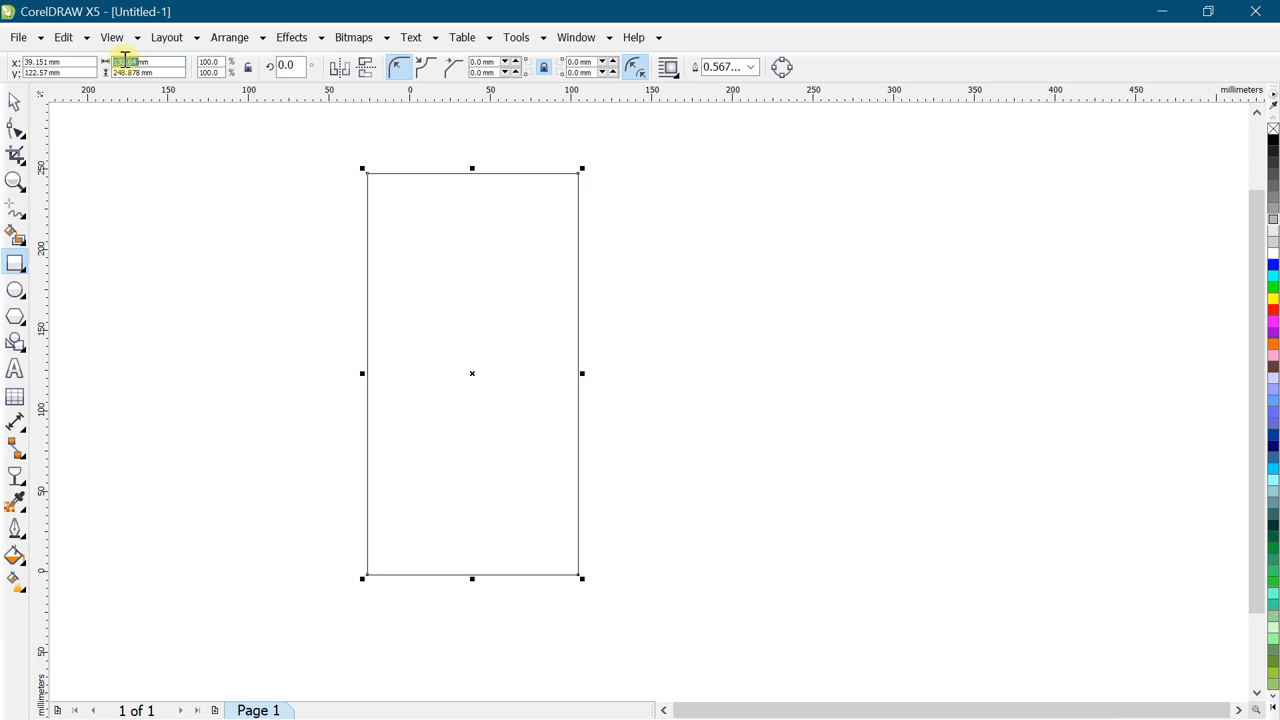 CorelDRAW X5 - [Untitled-1]
File Edit View Layout Arrange Effects Bitmaps Text Table Tools Window Help
x: 39.151 mm mm 100.0 % 0.0 ° 0.0 mm 0.0 mm 0.567...
y: 122.57 mm 248.878 mm 100.0 % 0.0 mm 0.0 mm
200 150 100 50 0 50 100 150 200 250 300 350 400 450 millimeters
250
200
150
100
50
0
50
millimeters
1 of 1 Page 1